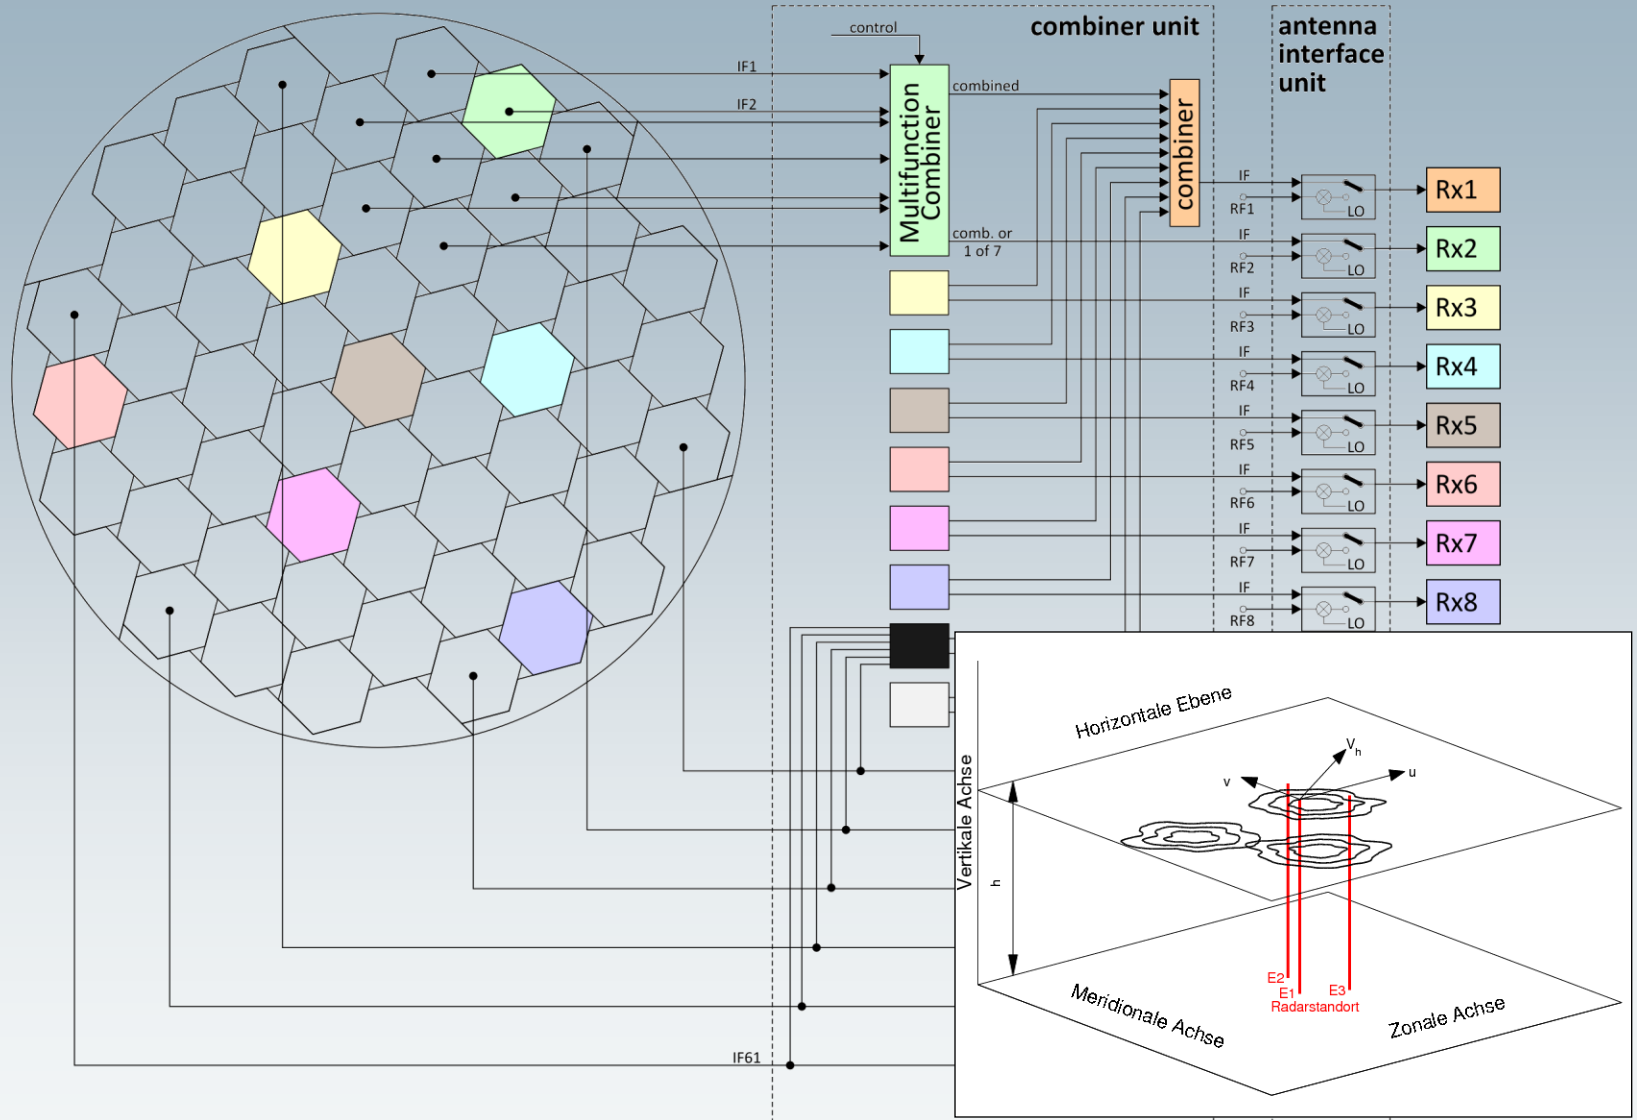 combiner unit
antenna
interface
unit
control
IF1
IF2
Multifunction
Combiner
combined
comb. or
1 of 7
combiner
IF
RF1
LO
Rx1
IF
RF2
LO
Rx2
IF
RF3
LO
Rx3
IF
RF4
LO
Rx4
IF
RF5
LO
Rx5
IF
RF6
LO
Rx6
IF
RF7
LO
Rx7
IF
RF8
LO
Rx8
IF61
Horizontale Ebene
Vertikale Achse
h
v
Vh
u
E2
E1
E3
Radarstandort
Meridionale Achse
Zonale Achse